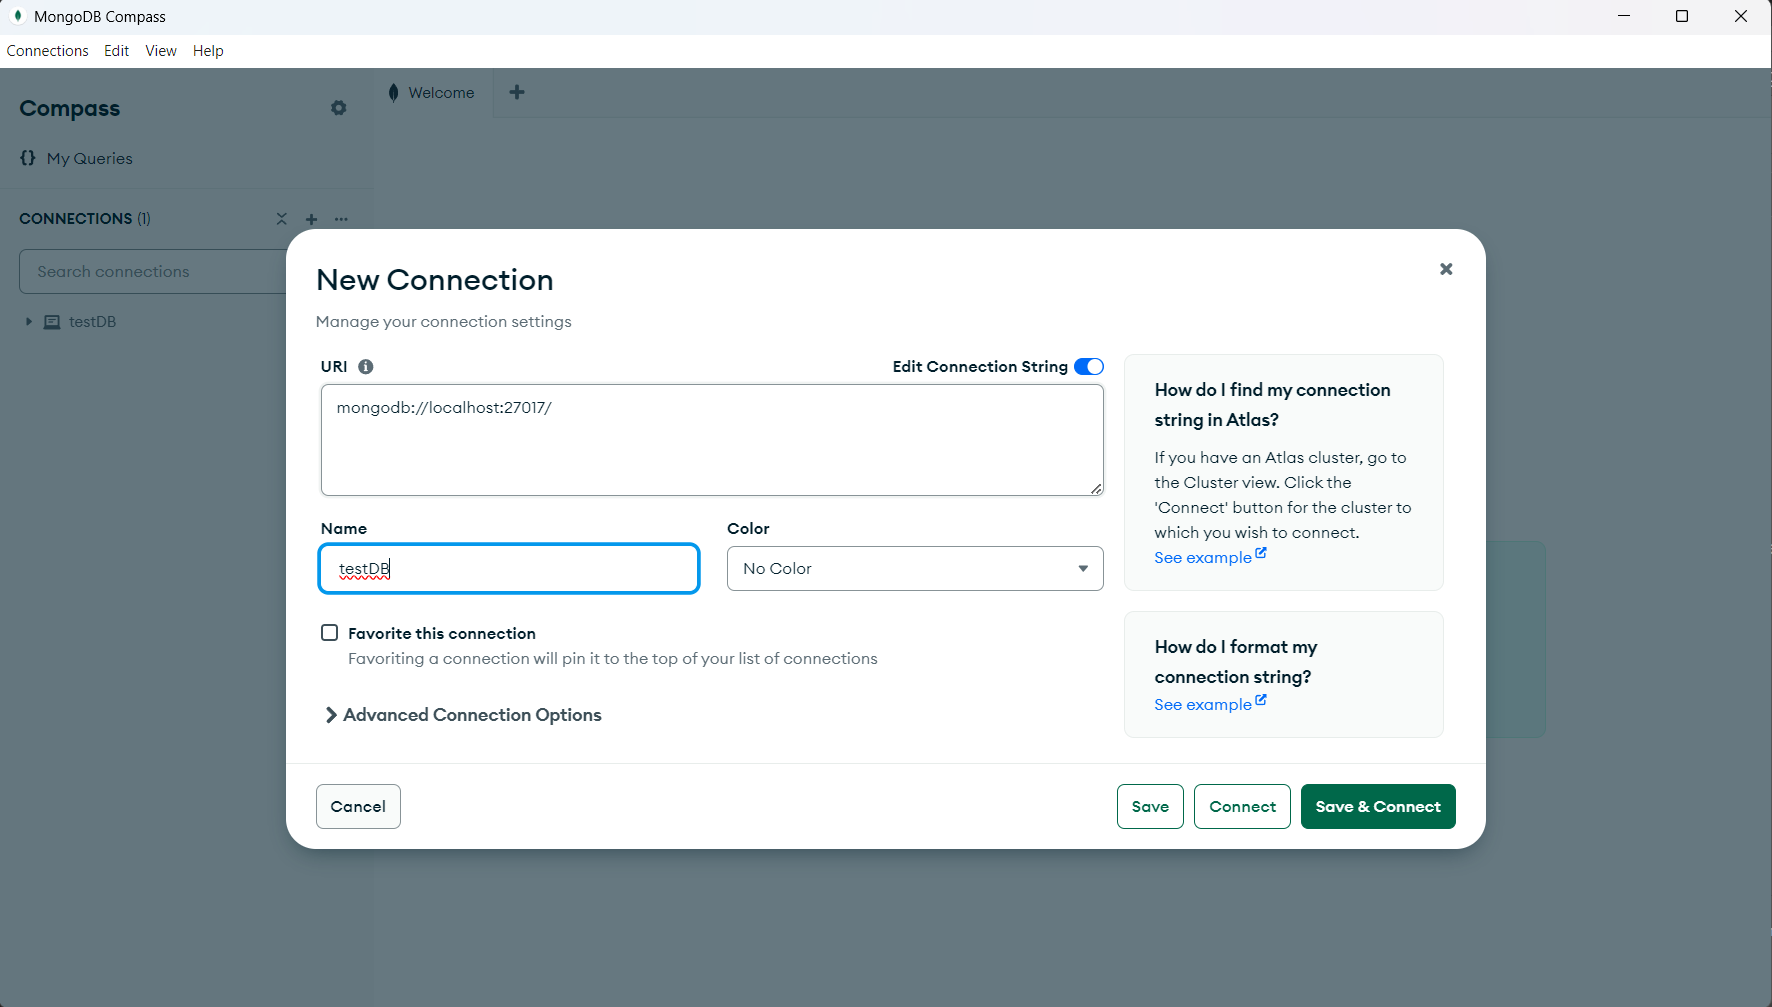 MongoDB Compass
Connections Edit View Help
Compass
Welcome
My Queries
CONNECTIONS (1)
Search connections
testDB
New Connection
Manage your connection settings
URI
Edit Connection String
mongodb://localhost:27017/
Name
Color
testDB
No Color
Favorite this connection
Favoriting a connection will pin it to the top of your list of connections
Advanced Connection Options
How do I find my connection
string in Atlas?
If you have an Atlas cluster, go to
the Cluster view. Click the
'Connect' button for the cluster to
which you wish to connect.
See example
How do I format my
connection string?
See example
Cancel
Save
Connect
Save & Connect